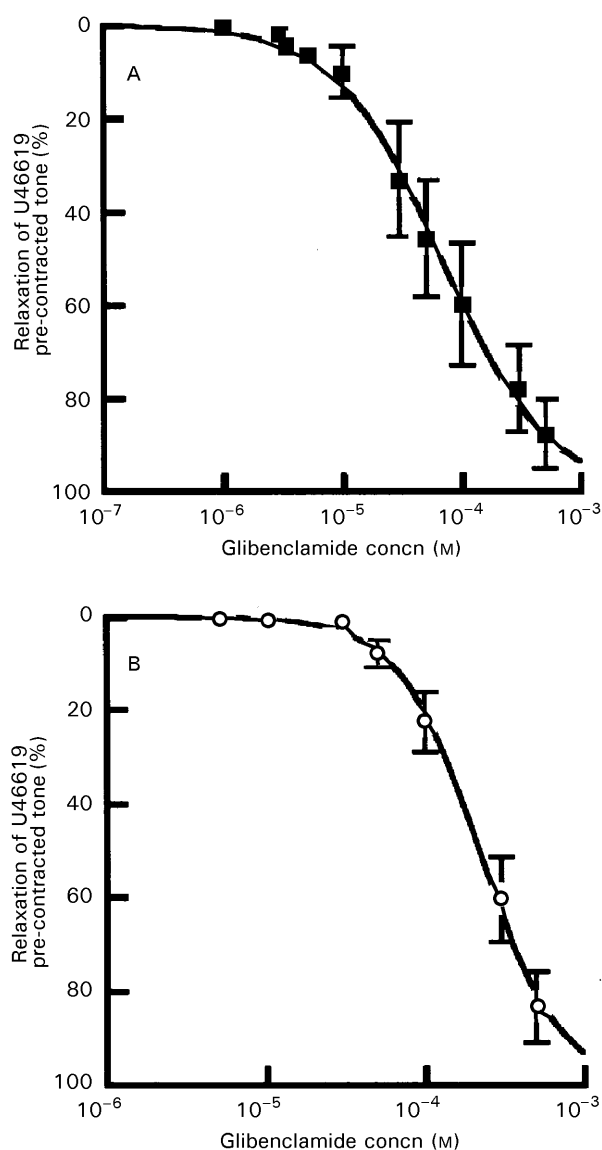 0
A
20
40
60
80
100
Relaxation of U46619
pre-contracted tone (%)
10⁻⁷ 10⁻⁶ 10⁻⁵ 10⁻⁴ 10⁻³
Glibenclamide concn (M)
0
B
20
40
60
80
100
Relaxation of U46619
pre-contracted tone (%)
10⁻⁶ 10⁻⁵ 10⁻⁴ 10⁻³
Glibenclamide concn (M)